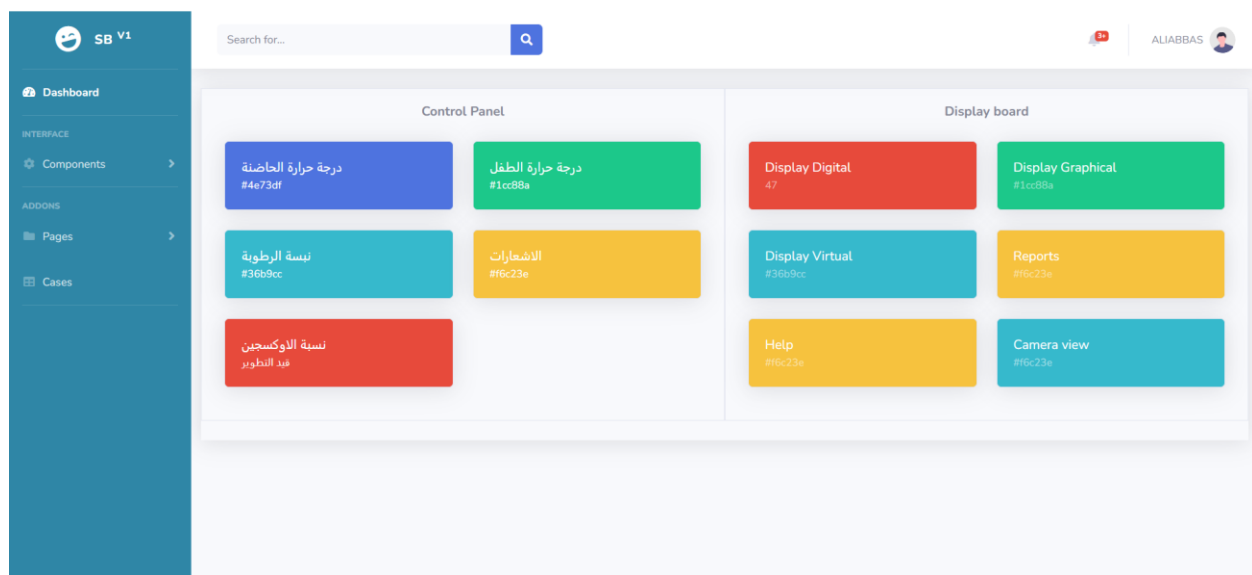 SB V1
Search for...
3+
ALIABBAS
Dashboard
INTERFACE
Components
ADDONS
Pages
Cases
Control Panel
درجة حرارة الحاضنة
#4e73df
درجة حرارة الطفل
#1cc88a
نبسة الرطوبة
#36b9cc
الاشعارات
#f6c23e
نسبة الاوكسجين
قيد التطوير
Display board
Display Digital
47
Display Graphical
#1cc88a
Display Virtual
#36b9cc
Reports
#f6c23e
Help
#f6c23e
Camera view
#f6c23e